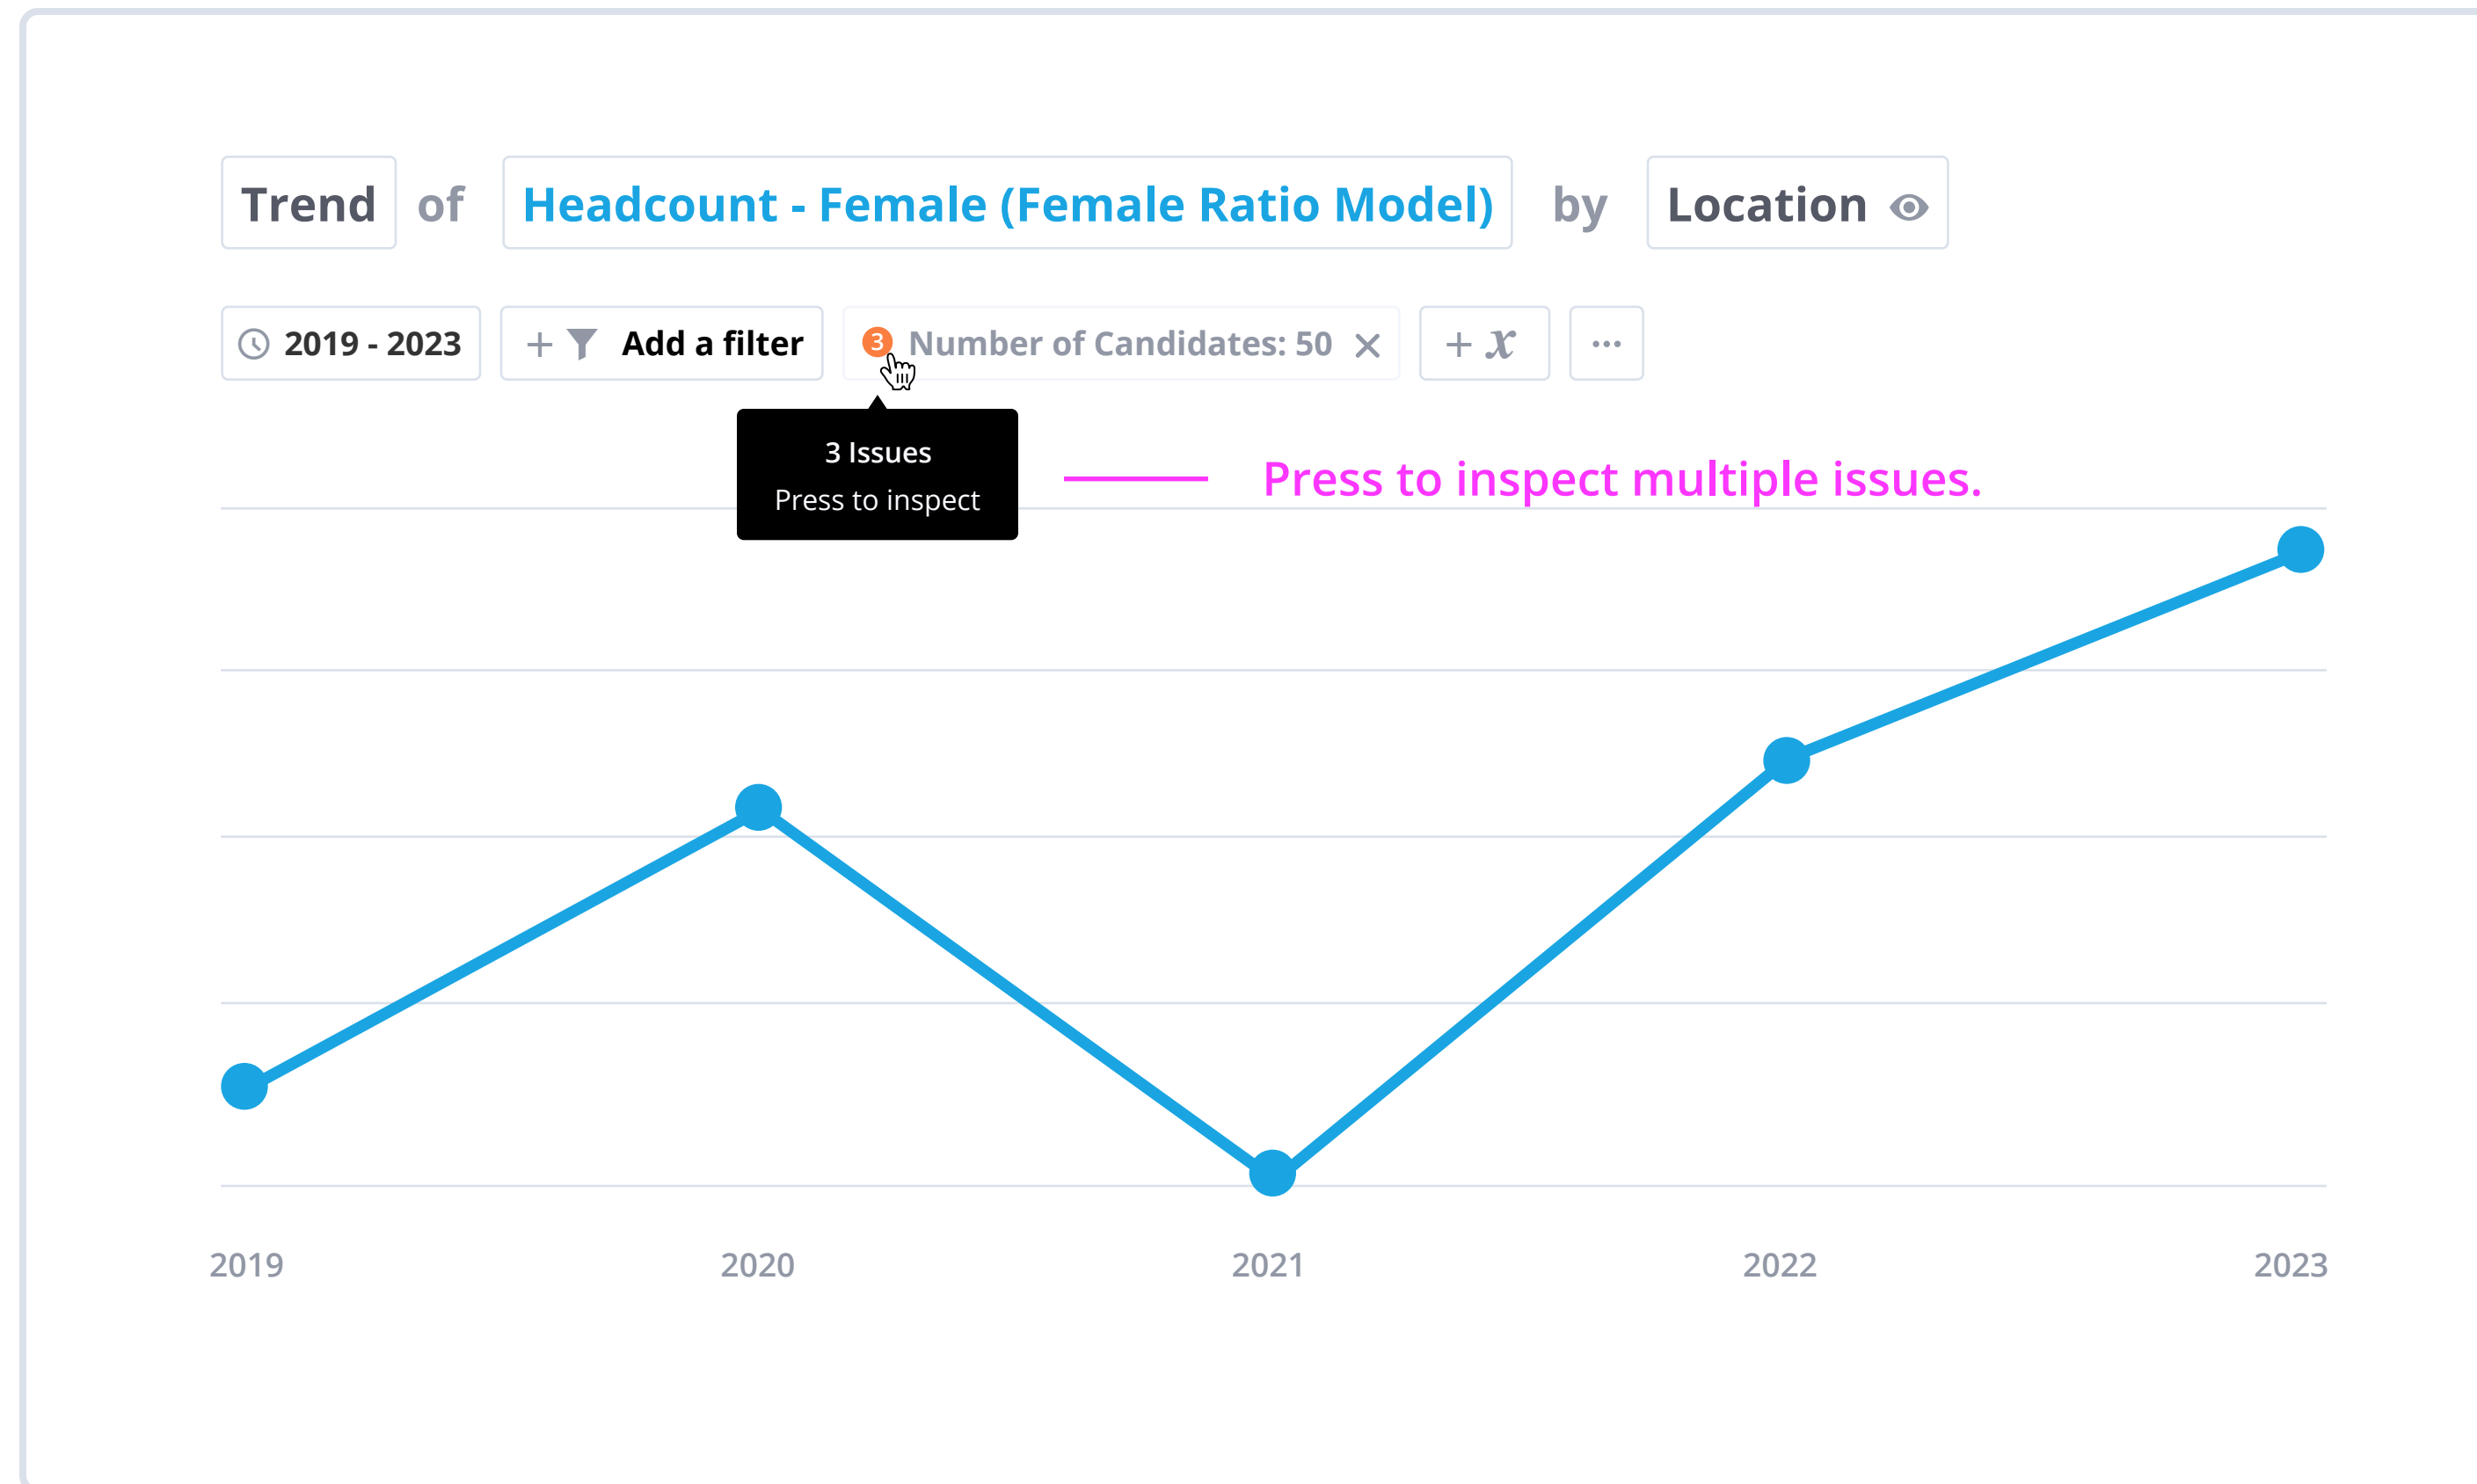 Trend of Headcount - Female (Female Ratio Model) by Location
2019 - 2023 + Add a filter 3 Number of Candidates: 50 × + x ...
3 Issues
Press to inspect
Press to inspect multiple issues.
2019 2020 2021 2022 2023